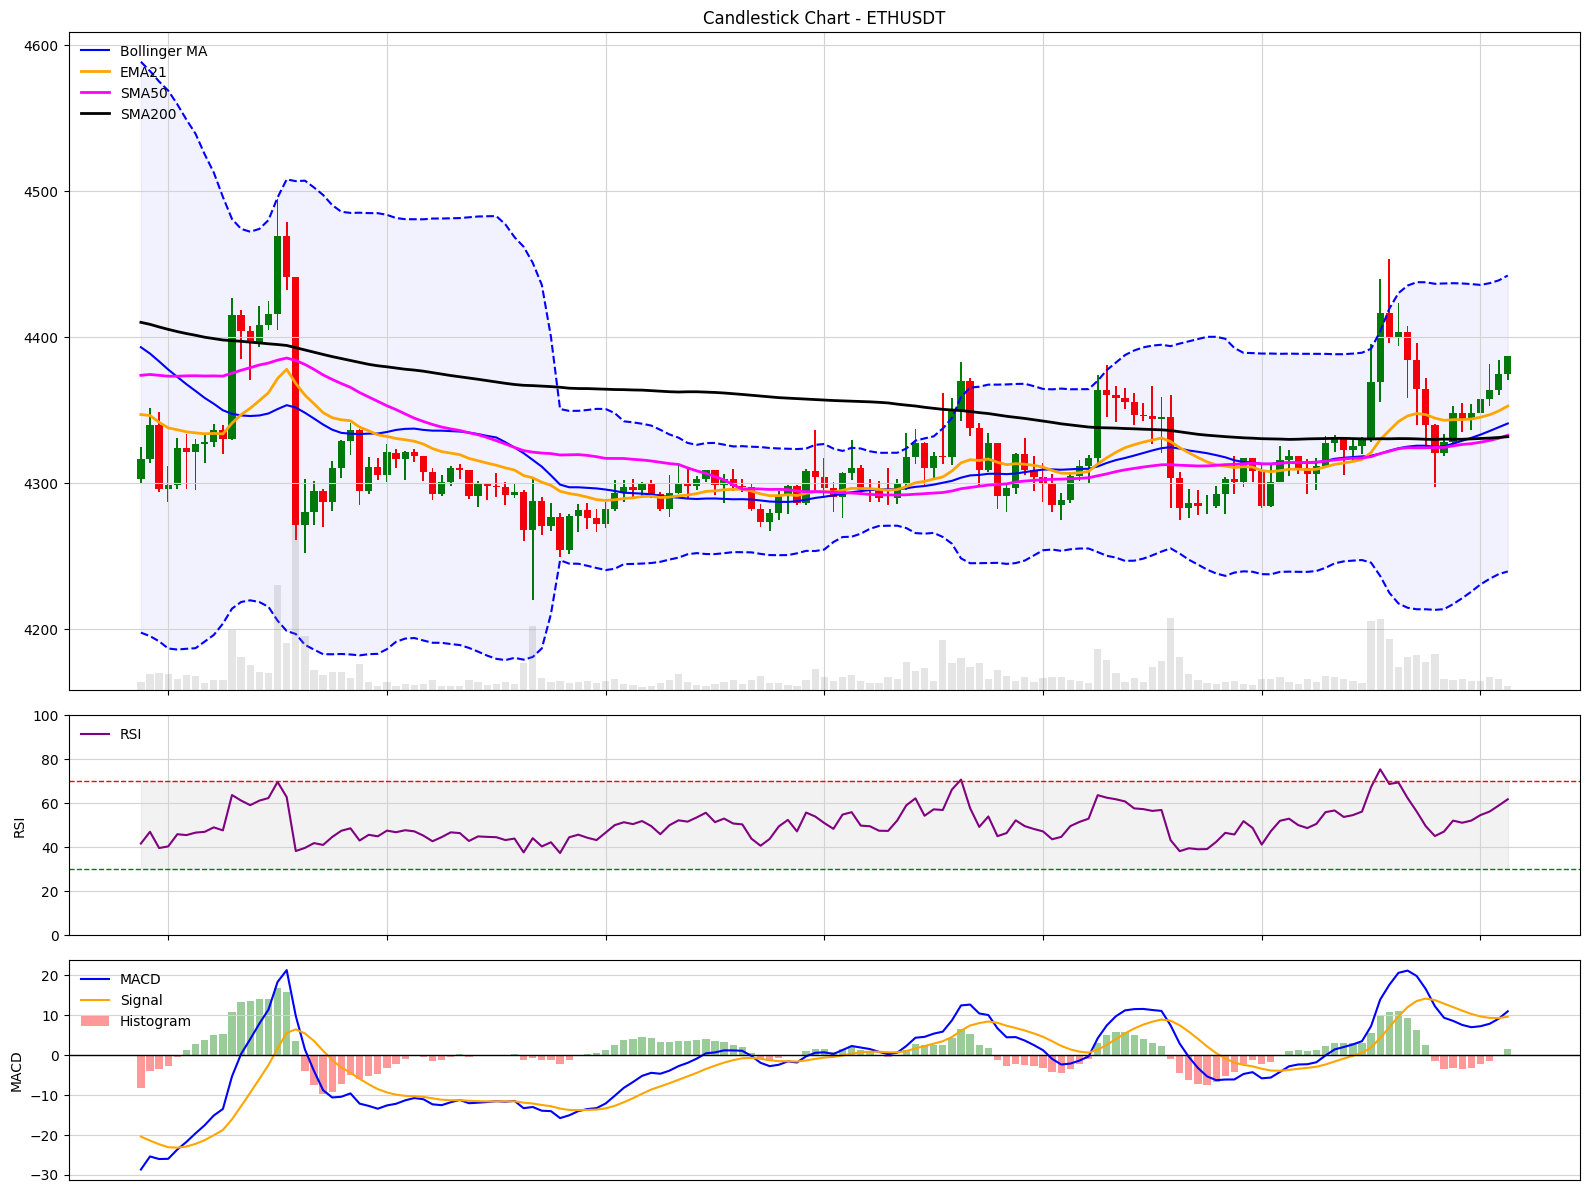 Candlestick Chart - ETHUSDT
4600
4500
4400
4300
4200
Bollinger MA
EMA21
SMA50
SMA200
100
80
60
40
20
0
RSI
RSI
20
10
0
−10
−20
−30
MACD
MACD
Signal
Histogram